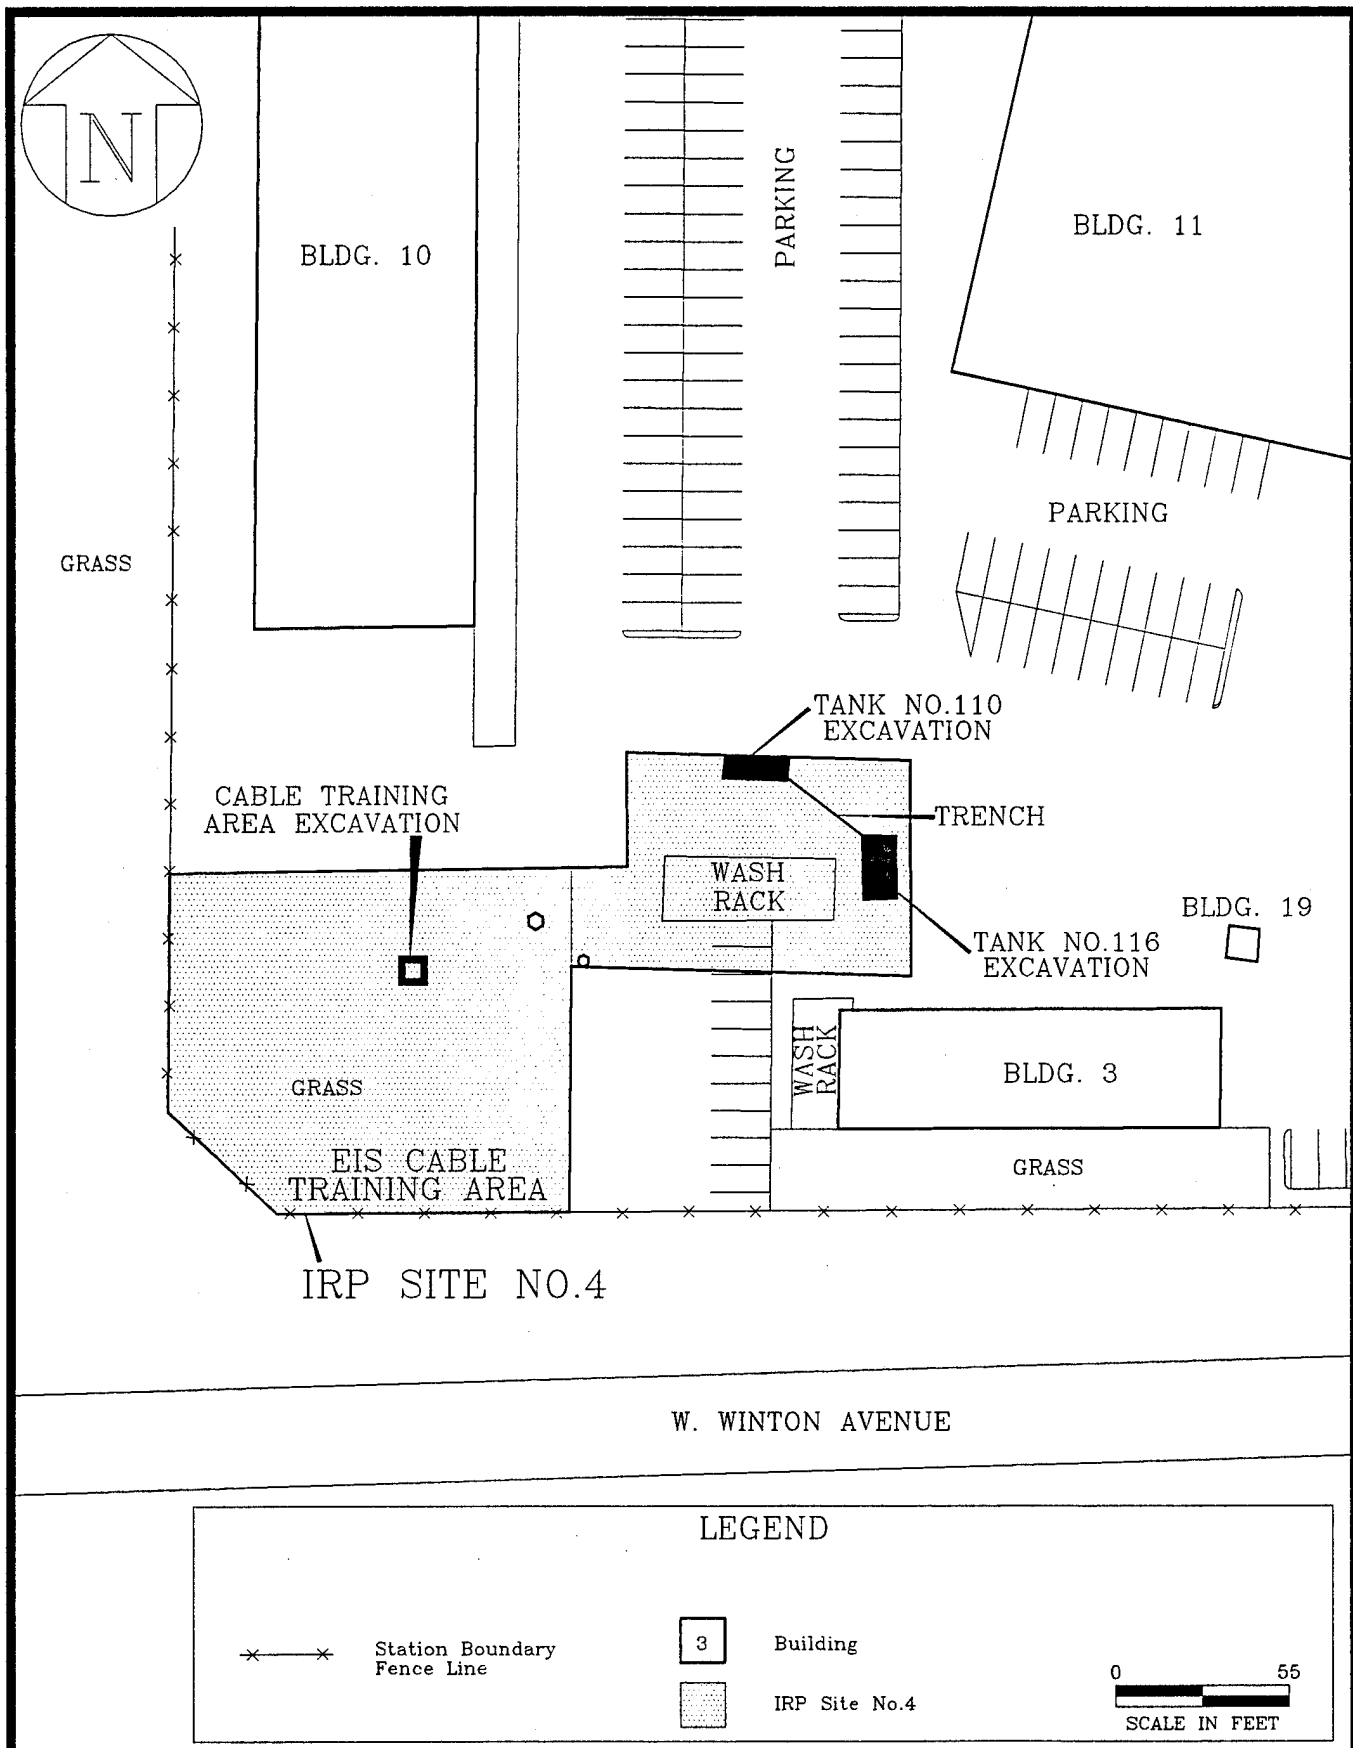 N
BLDG. 10
PARKING
BLDG. 11
PARKING
GRASS
TANK NO.110
EXCAVATION
CABLE TRAINING
AREA EXCAVATION
TRENCH
WASH
RACK
BLDG. 19
TANK NO.116
EXCAVATION
WASH
RACK
BLDG. 3
GRASS
EIS CABLE
TRAINING AREA
GRASS
IRP SITE NO.4
W. WINTON AVENUE
LEGEND
Station Boundary
Fence Line
3
Building
IRP Site No.4
0 55
SCALE IN FEET